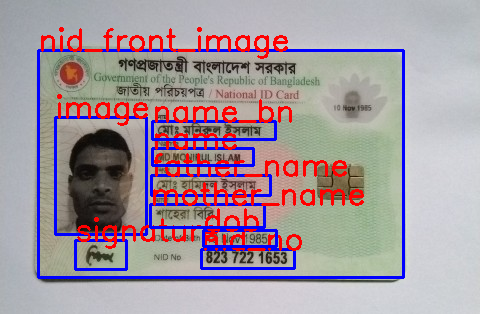 nid_front_image
গণপ্রজাতন্ত্রী বাংলাদেশ সরকার
Government of the People's Republic of Bangladesh
জাতীয় পরিচয়পত্র / National ID Card
10 Nov 1985
image
name_bn
মোঃ মনিরুল ইসলাম
name
MD MONIRUL ISLAM
father_name
মোঃ হামিদুল ইসলাম
mother_name
শাহেরা বিবি
signature
dob
Nov 1985
NID No
823 722 1653